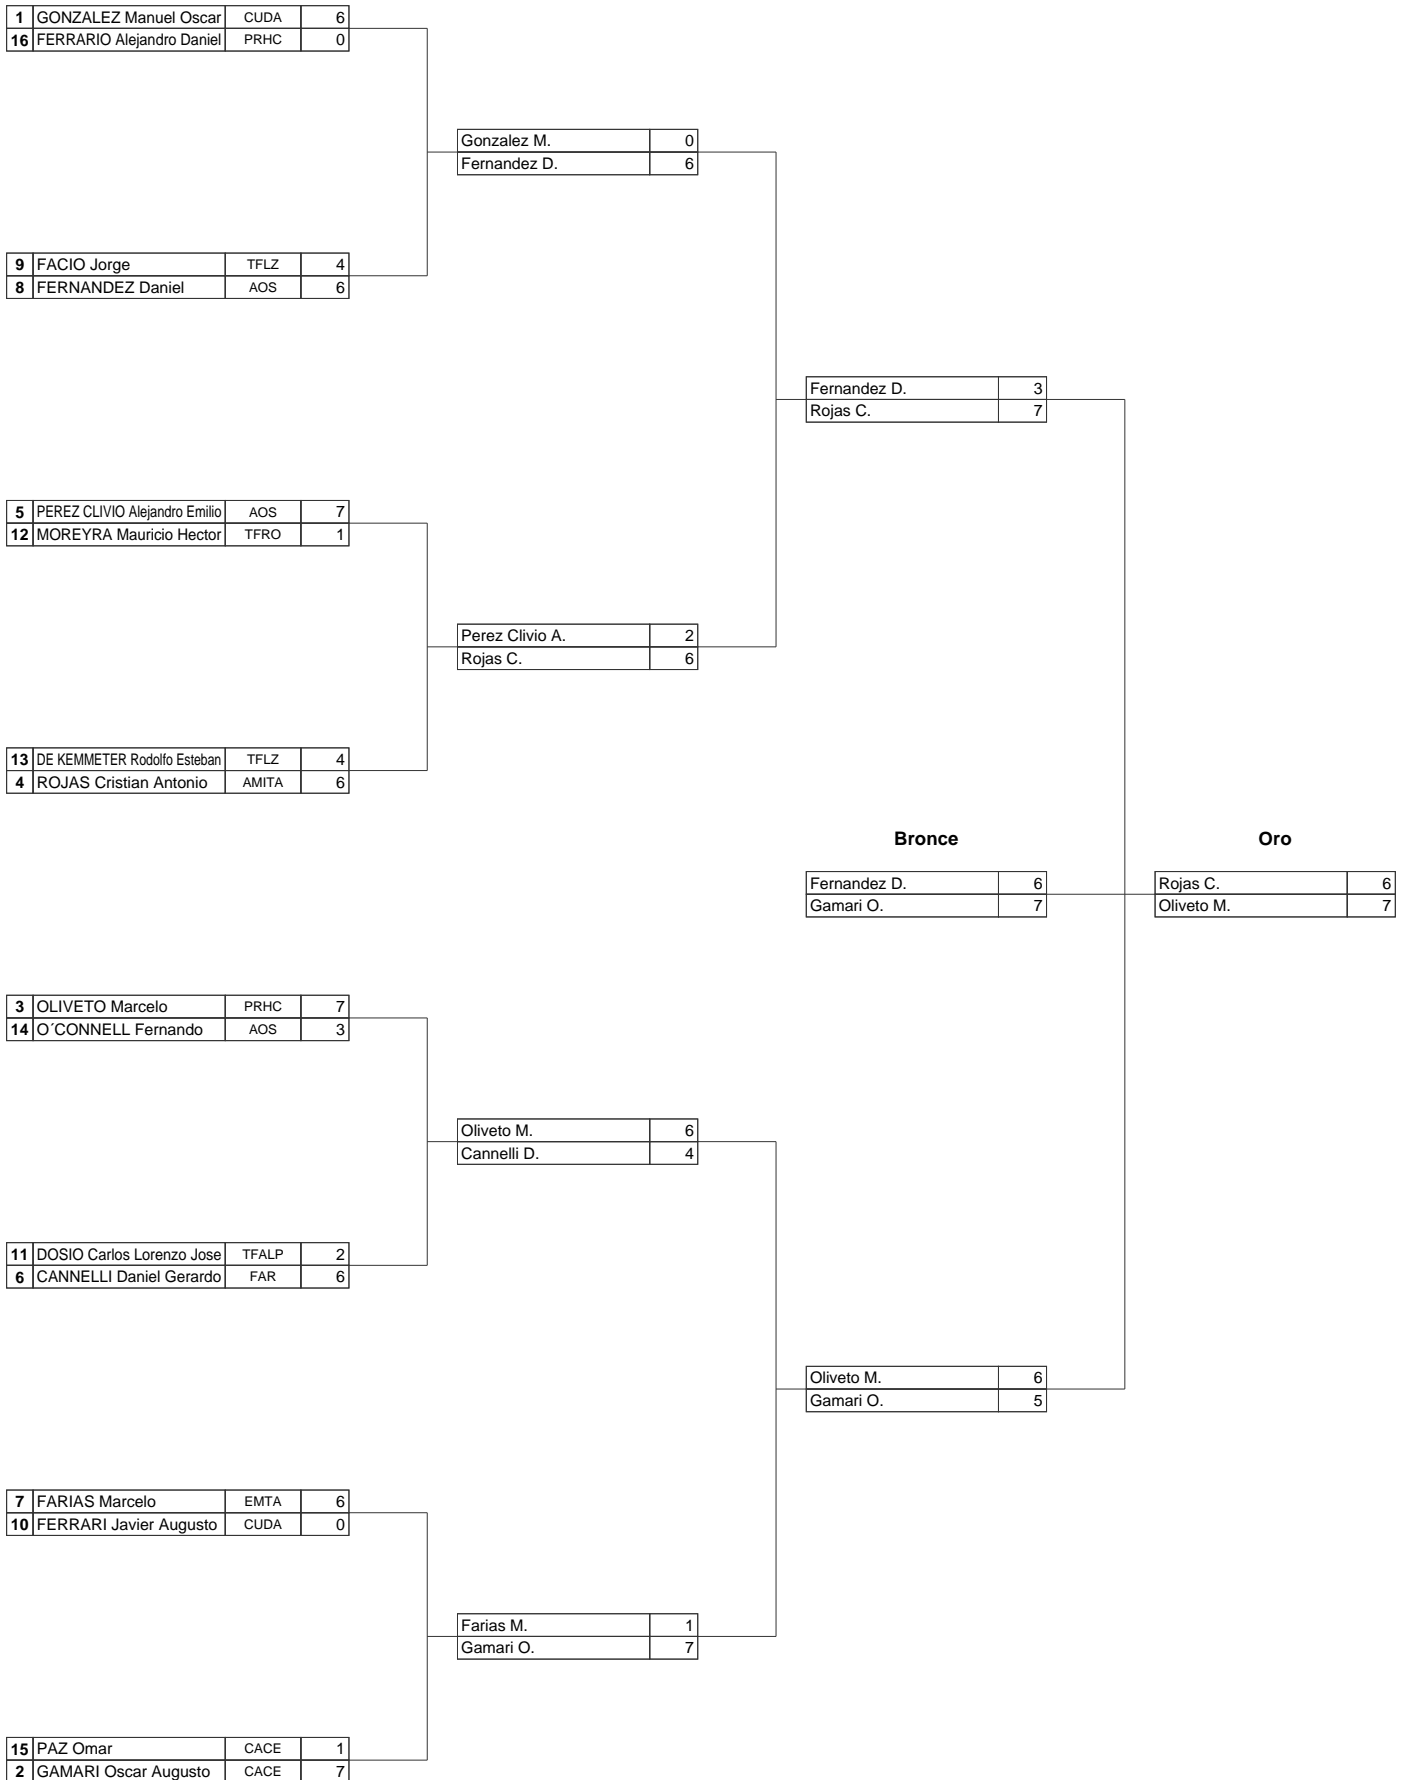 1 GONZALEZ Manuel Oscar CUDA 6
16 FERRARIO Alejandro Daniel PRHC 0
Gonzalez M. 0
Fernandez D. 6
9 FACIO Jorge TFLZ 4
8 FERNANDEZ Daniel AOS 6
Fernandez D. 3
Rojas C. 7
5 PEREZ CLIVIO Alejandro Emilio AOS 7
12 MOREYRA Mauricio Hector TFRO 1
Perez Clivio A. 2
Rojas C. 6
13 DE KEMMETER Rodolfo Esteban TFLZ 4
4 ROJAS Cristian Antonio AMITA 6
Bronce Oro
Fernandez D. 6 Rojas C. 6
Gamari O. 7 Oliveto M. 7
3 OLIVETO Marcelo PRHC 7
14 O´CONNELL Fernando AOS 3
Oliveto M. 6
Cannelli D. 4
11 DOSIO Carlos Lorenzo Jose TFALP 2
6 CANNELLI Daniel Gerardo FAR 6
Oliveto M. 6
Gamari O. 5
7 FARIAS Marcelo EMTA 6
10 FERRARI Javier Augusto CUDA 0
Farias M. 1
Gamari O. 7
15 PAZ Omar CACE 1
2 GAMARI Oscar Augusto CACE 7